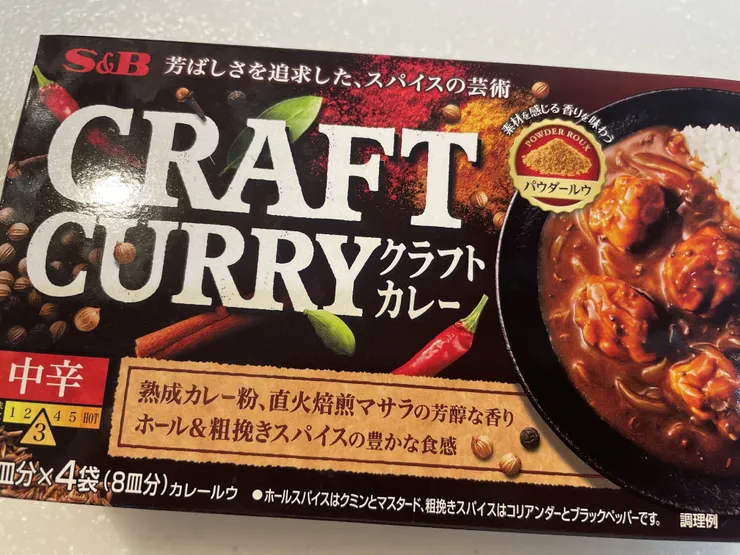 S&B 芳ばしさを追求した、スパイスの芸術
CRAFT
CURRY
クラフト
カレー
素材を感じる香りを味わう
POWDER ROUX
パウダールウ
中辛
1 2 3 4 5 HOT
熟成カレー粉、直火焙煎マサラの芳醇な香り
ホール&粗挽きスパイスの豊かな食感
皿分×4袋(8皿分)カレールウ
●ホールスパイスはクミンとマスタード、粗挽きスパイスはコリアンダーとブラックペッパーです。
調理例